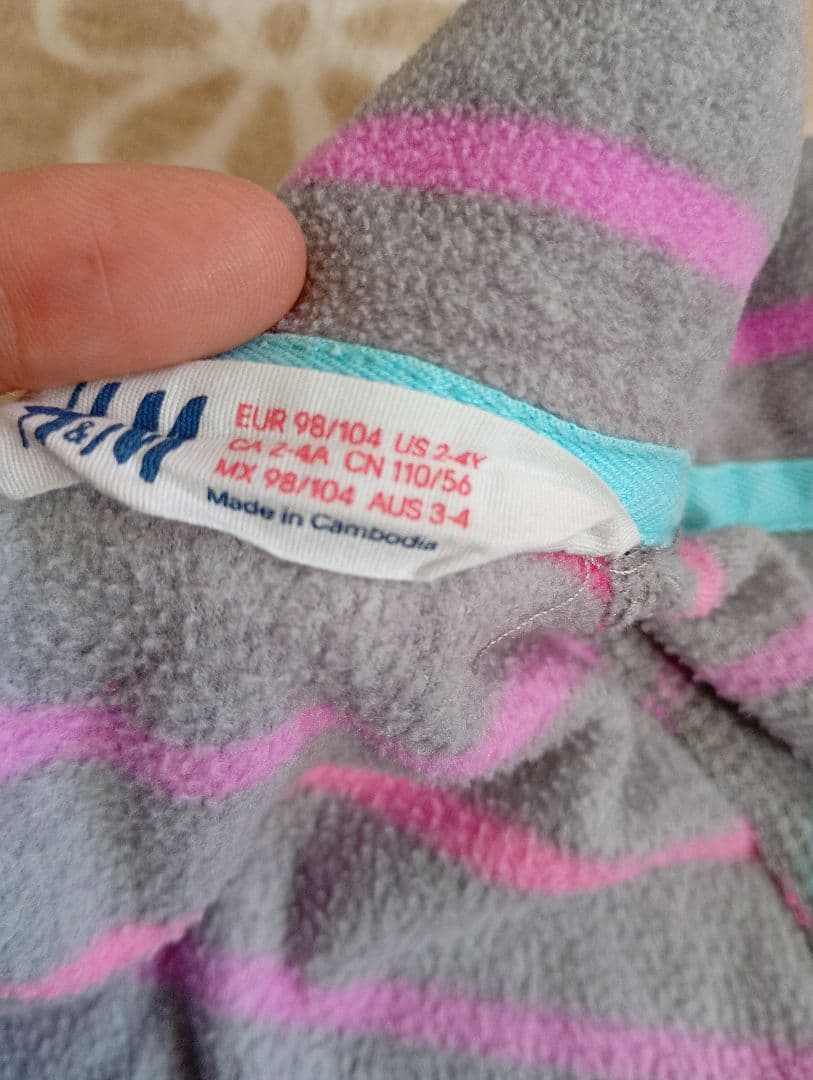 H&M
EUR 98/104 US 2-4Y
CA 2-4A CN 110/56
MX 98/104 AUS 3-4
Made in Cambodia